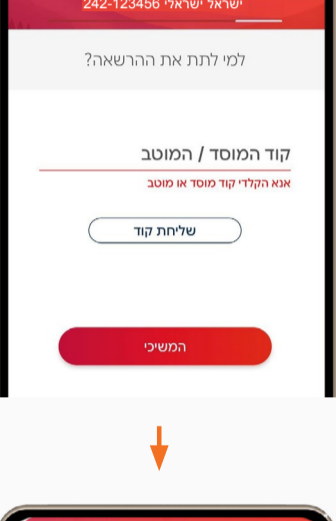 ישראל ישראלי 242-123456
למי לתת את ההרשאה?
קוד המוסד / המוטב
אנא הקלדי קוד מוסד או מוטב
שליחת קוד
המשיכי